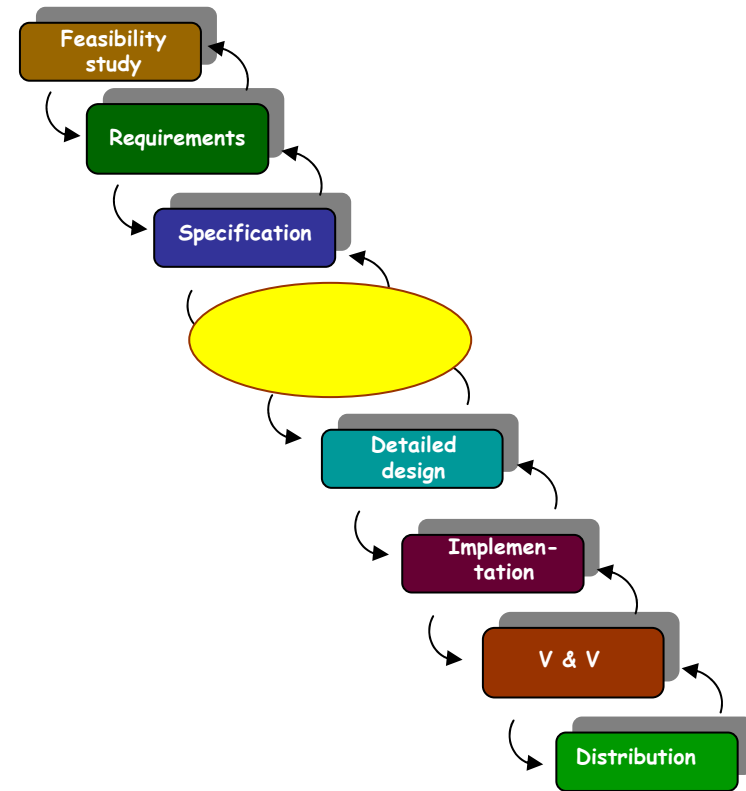 Feasibility
study
Requirements
Specification
Detailed
design
Implemen-
tation
V & V
Distribution